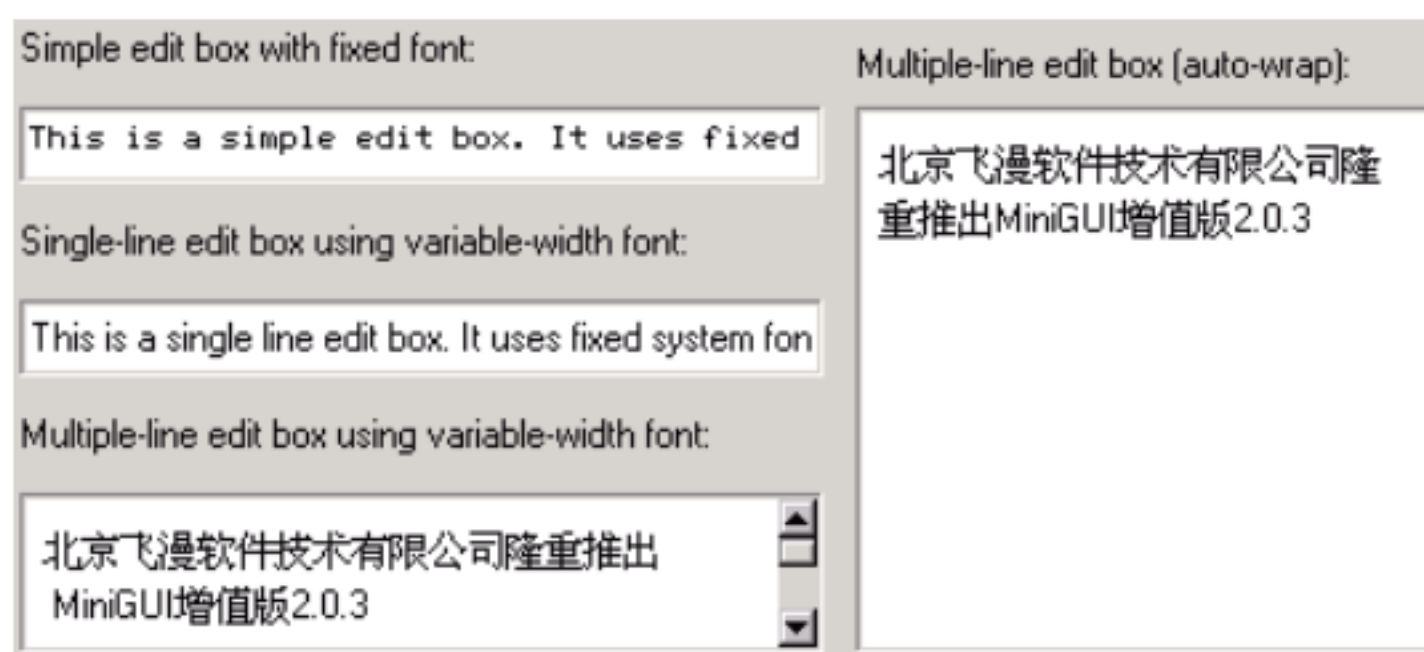 Simple edit box with fixed font:
This is a simple edit box. It uses fixed
Single-line edit box using variable-width font:
This is a single line edit box. It uses fixed system fon
Multiple-line edit box using variable-width font:
北京飞漫软件技术有限公司隆重推出
MiniGUI增值版2.0.3
Multiple-line edit box (auto-wrap):
北京飞漫软件技术有限公司隆
重推出MiniGUI增值版2.0.3